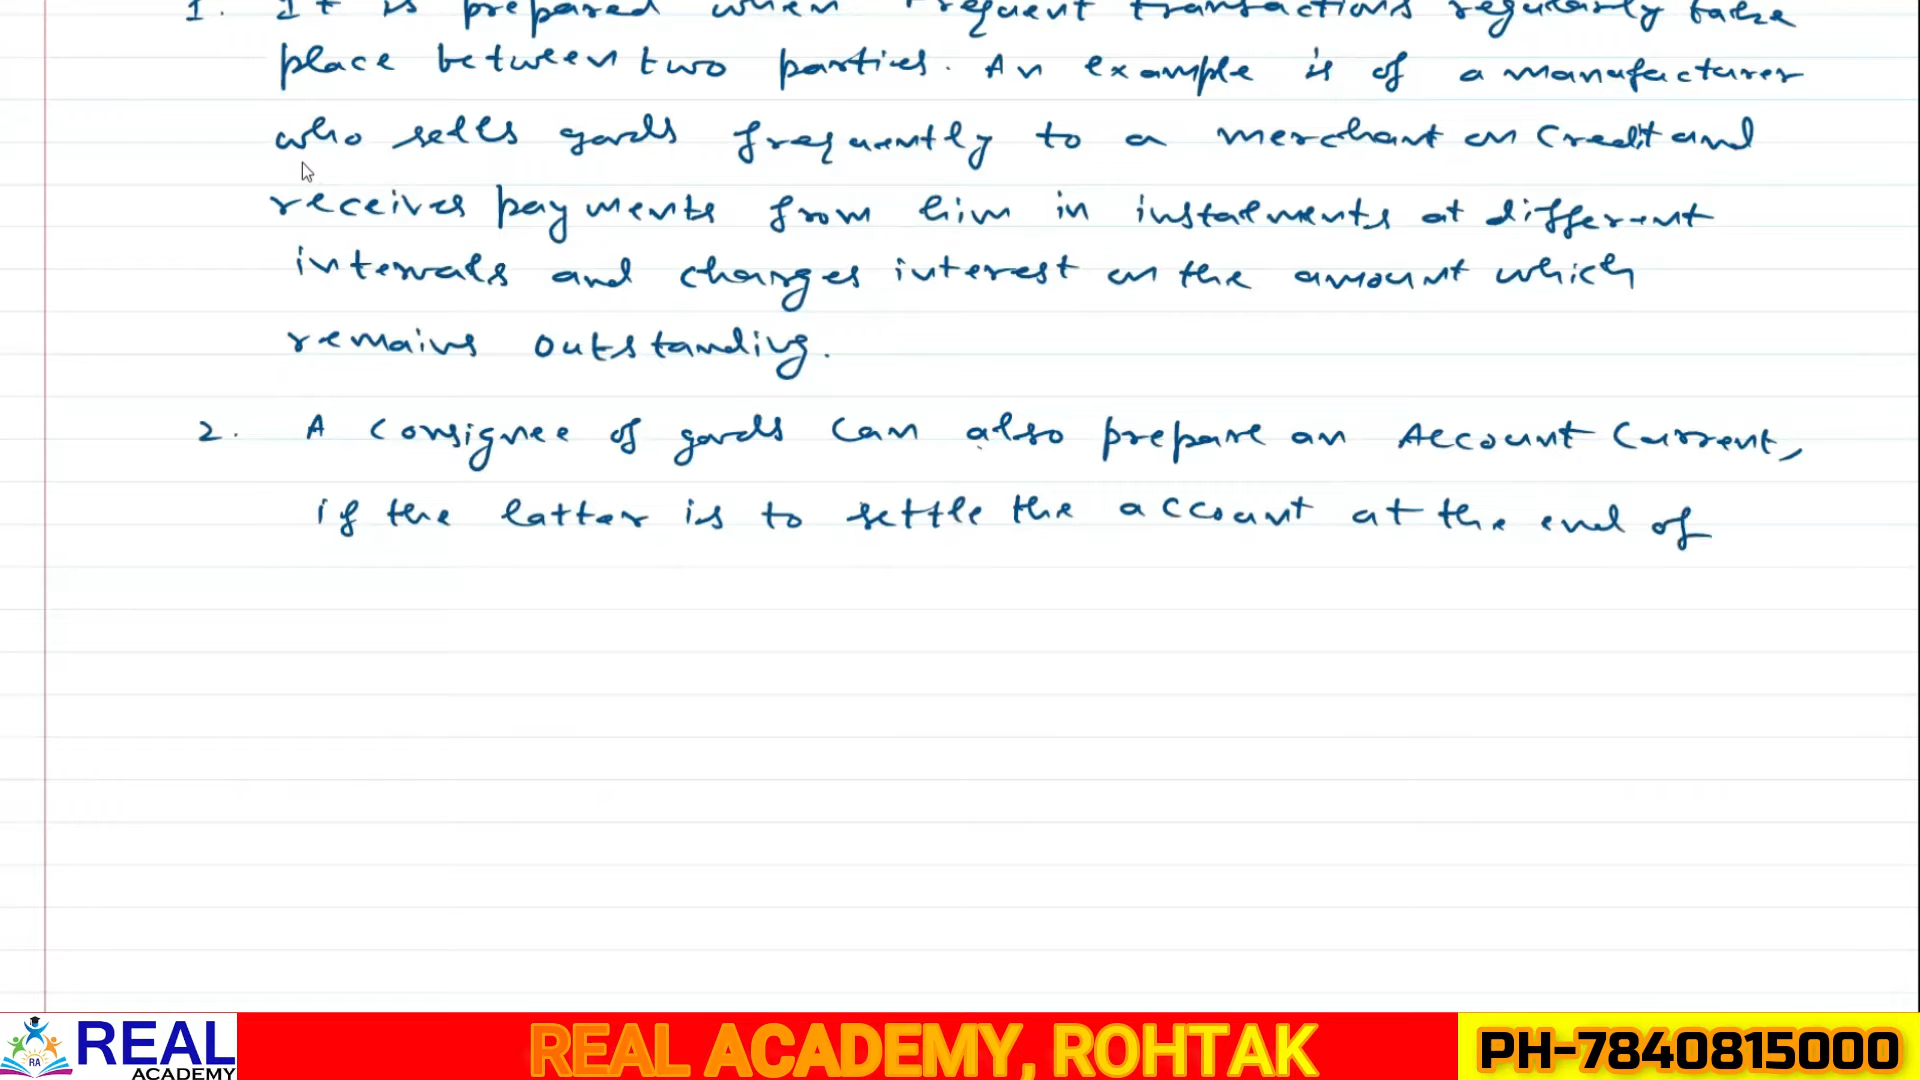 1. It is prepared when frequent transactions regularly take
place between two parties. An example is of a manufacturer
who sells goods frequently to a merchant on credit and
receives payments from him in instalments at different
intervals and charges interest on the amount which
remains outstanding.
2. A consignee of goods can also prepare an Account Current,
if the latter is to settle the account at the end of
RA
REAL
ACADEMY
REAL ACADEMY, ROHTAK
PH-7840815000